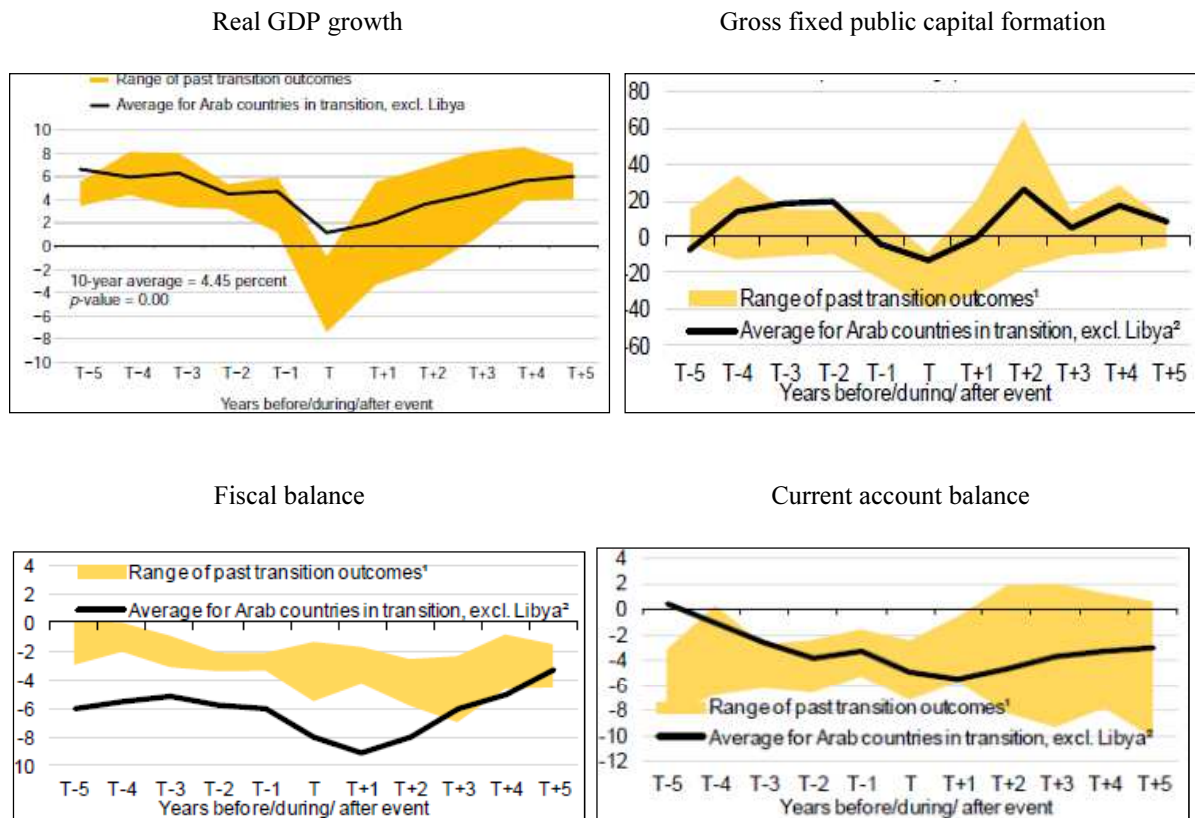 Real GDP growth
Range of past transition outcomes
Average for Arab countries in transition, excl. Libya
10
8
6
4
2
0
−2
−4
−6
−8
−10
10-year average = 4.45 percent
p-value = 0.00
T−5 T−4 T−3 T−2 T−1 T T+1 T+2 T+3 T+4 T+5
Years before/during/after event
Gross fixed public capital formation
80
60
40
20
0
-20
-40
60
Range of past transition outcomes¹
Average for Arab countries in transition, excl. Libya²
T-5 T-4 T-3 T-2 T-1 T T+1 T+2 T+3 T+4 T+5
Years before/during/ after event
Fiscal balance
4
2
0
-2
-4
-6
-8
10
Range of past transition outcomes¹
Average for Arab countries in transition, excl. Libya²
T-5 T-4 T-3 T-2 T-1 T T+1 T+2 T+3 T+4 T+5
Years before/during/ after event
Current account balance
4
2
0
-2
-4
-6
-8
-10
-12
Range of past transition outcomes¹
Average for Arab countries in transition, excl. Libya²
T-5 T-4 T-3 T-2 T-1 T T+1 T+2 T+3 T+4 T+5
Years before/during/ after event